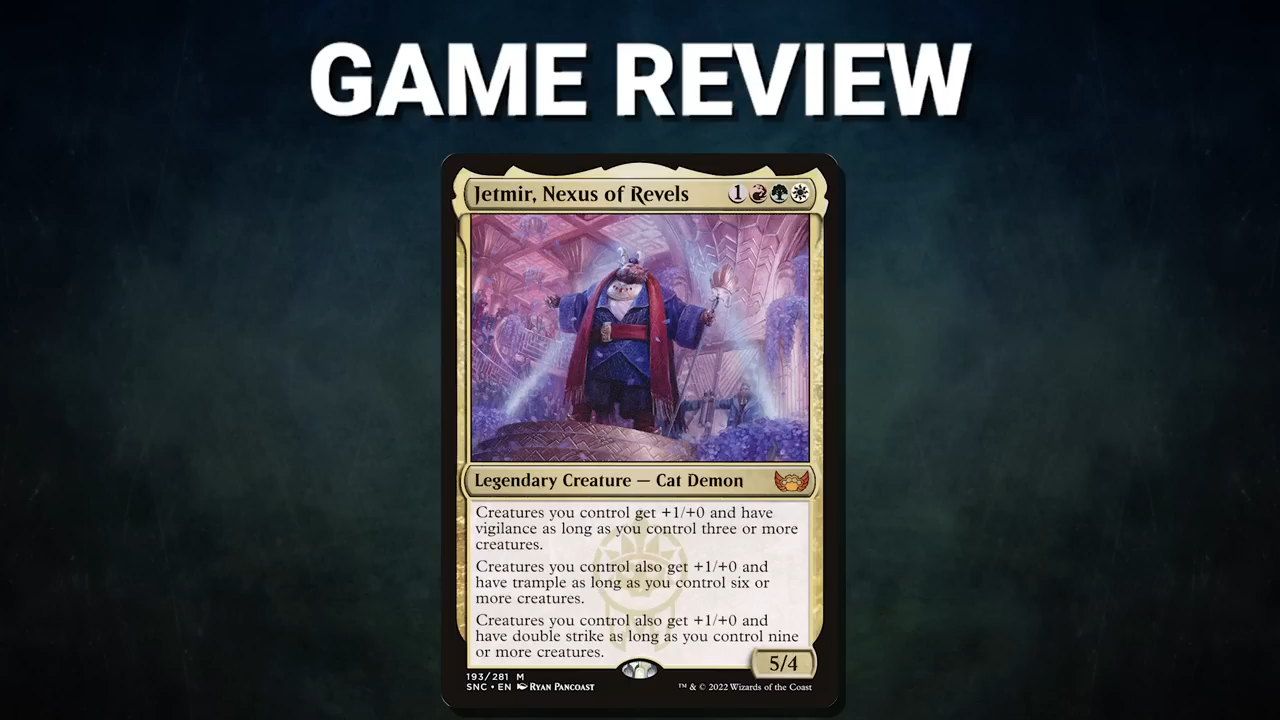 GAME REVIEW
Jetmir, Nexus of Revels 1
Legendary Creature — Cat Demon
Creatures you control get +1/+0 and have
vigilance as long as you control three or more
creatures.
Creatures you control also get +1/+0 and
have trample as long as you control six or
more creatures.
Creatures you control also get +1/+0 and
have double strike as long as you control nine
or more creatures.
5/4
193/281 M
SNC • EN RYAN PANCOAST
™ & © 2022 Wizards of the Coast